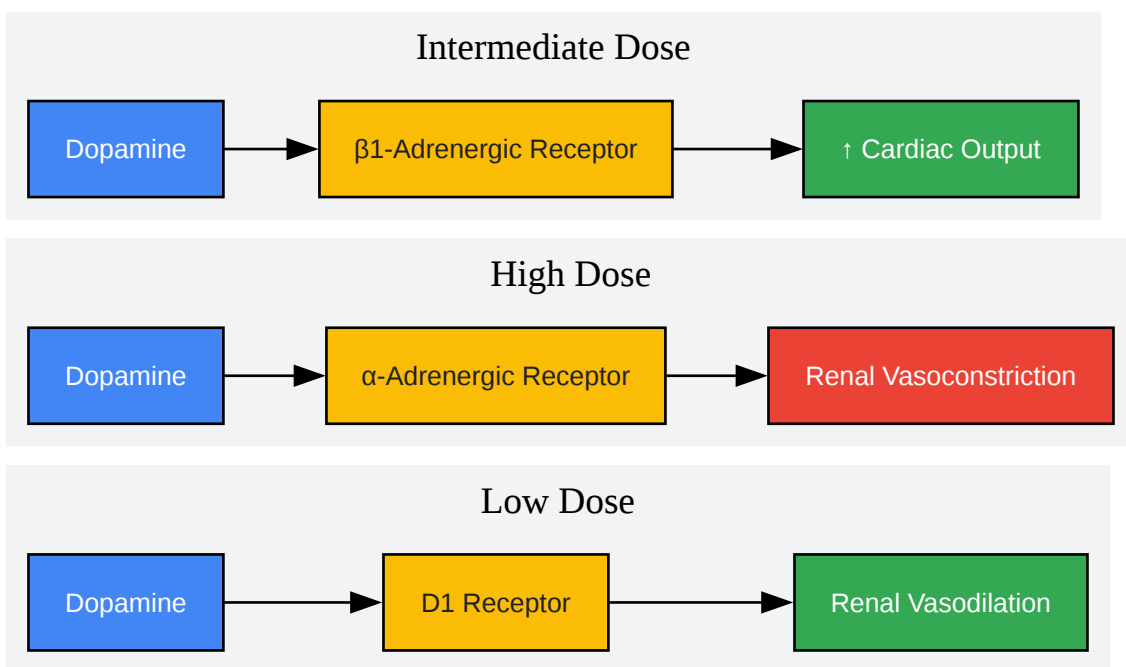 Intermediate Dose
Dopamine
β1-Adrenergic Receptor
↑ Cardiac Output
High Dose
Dopamine
α-Adrenergic Receptor
Renal Vasoconstriction
Low Dose
Dopamine
D1 Receptor
Renal Vasodilation